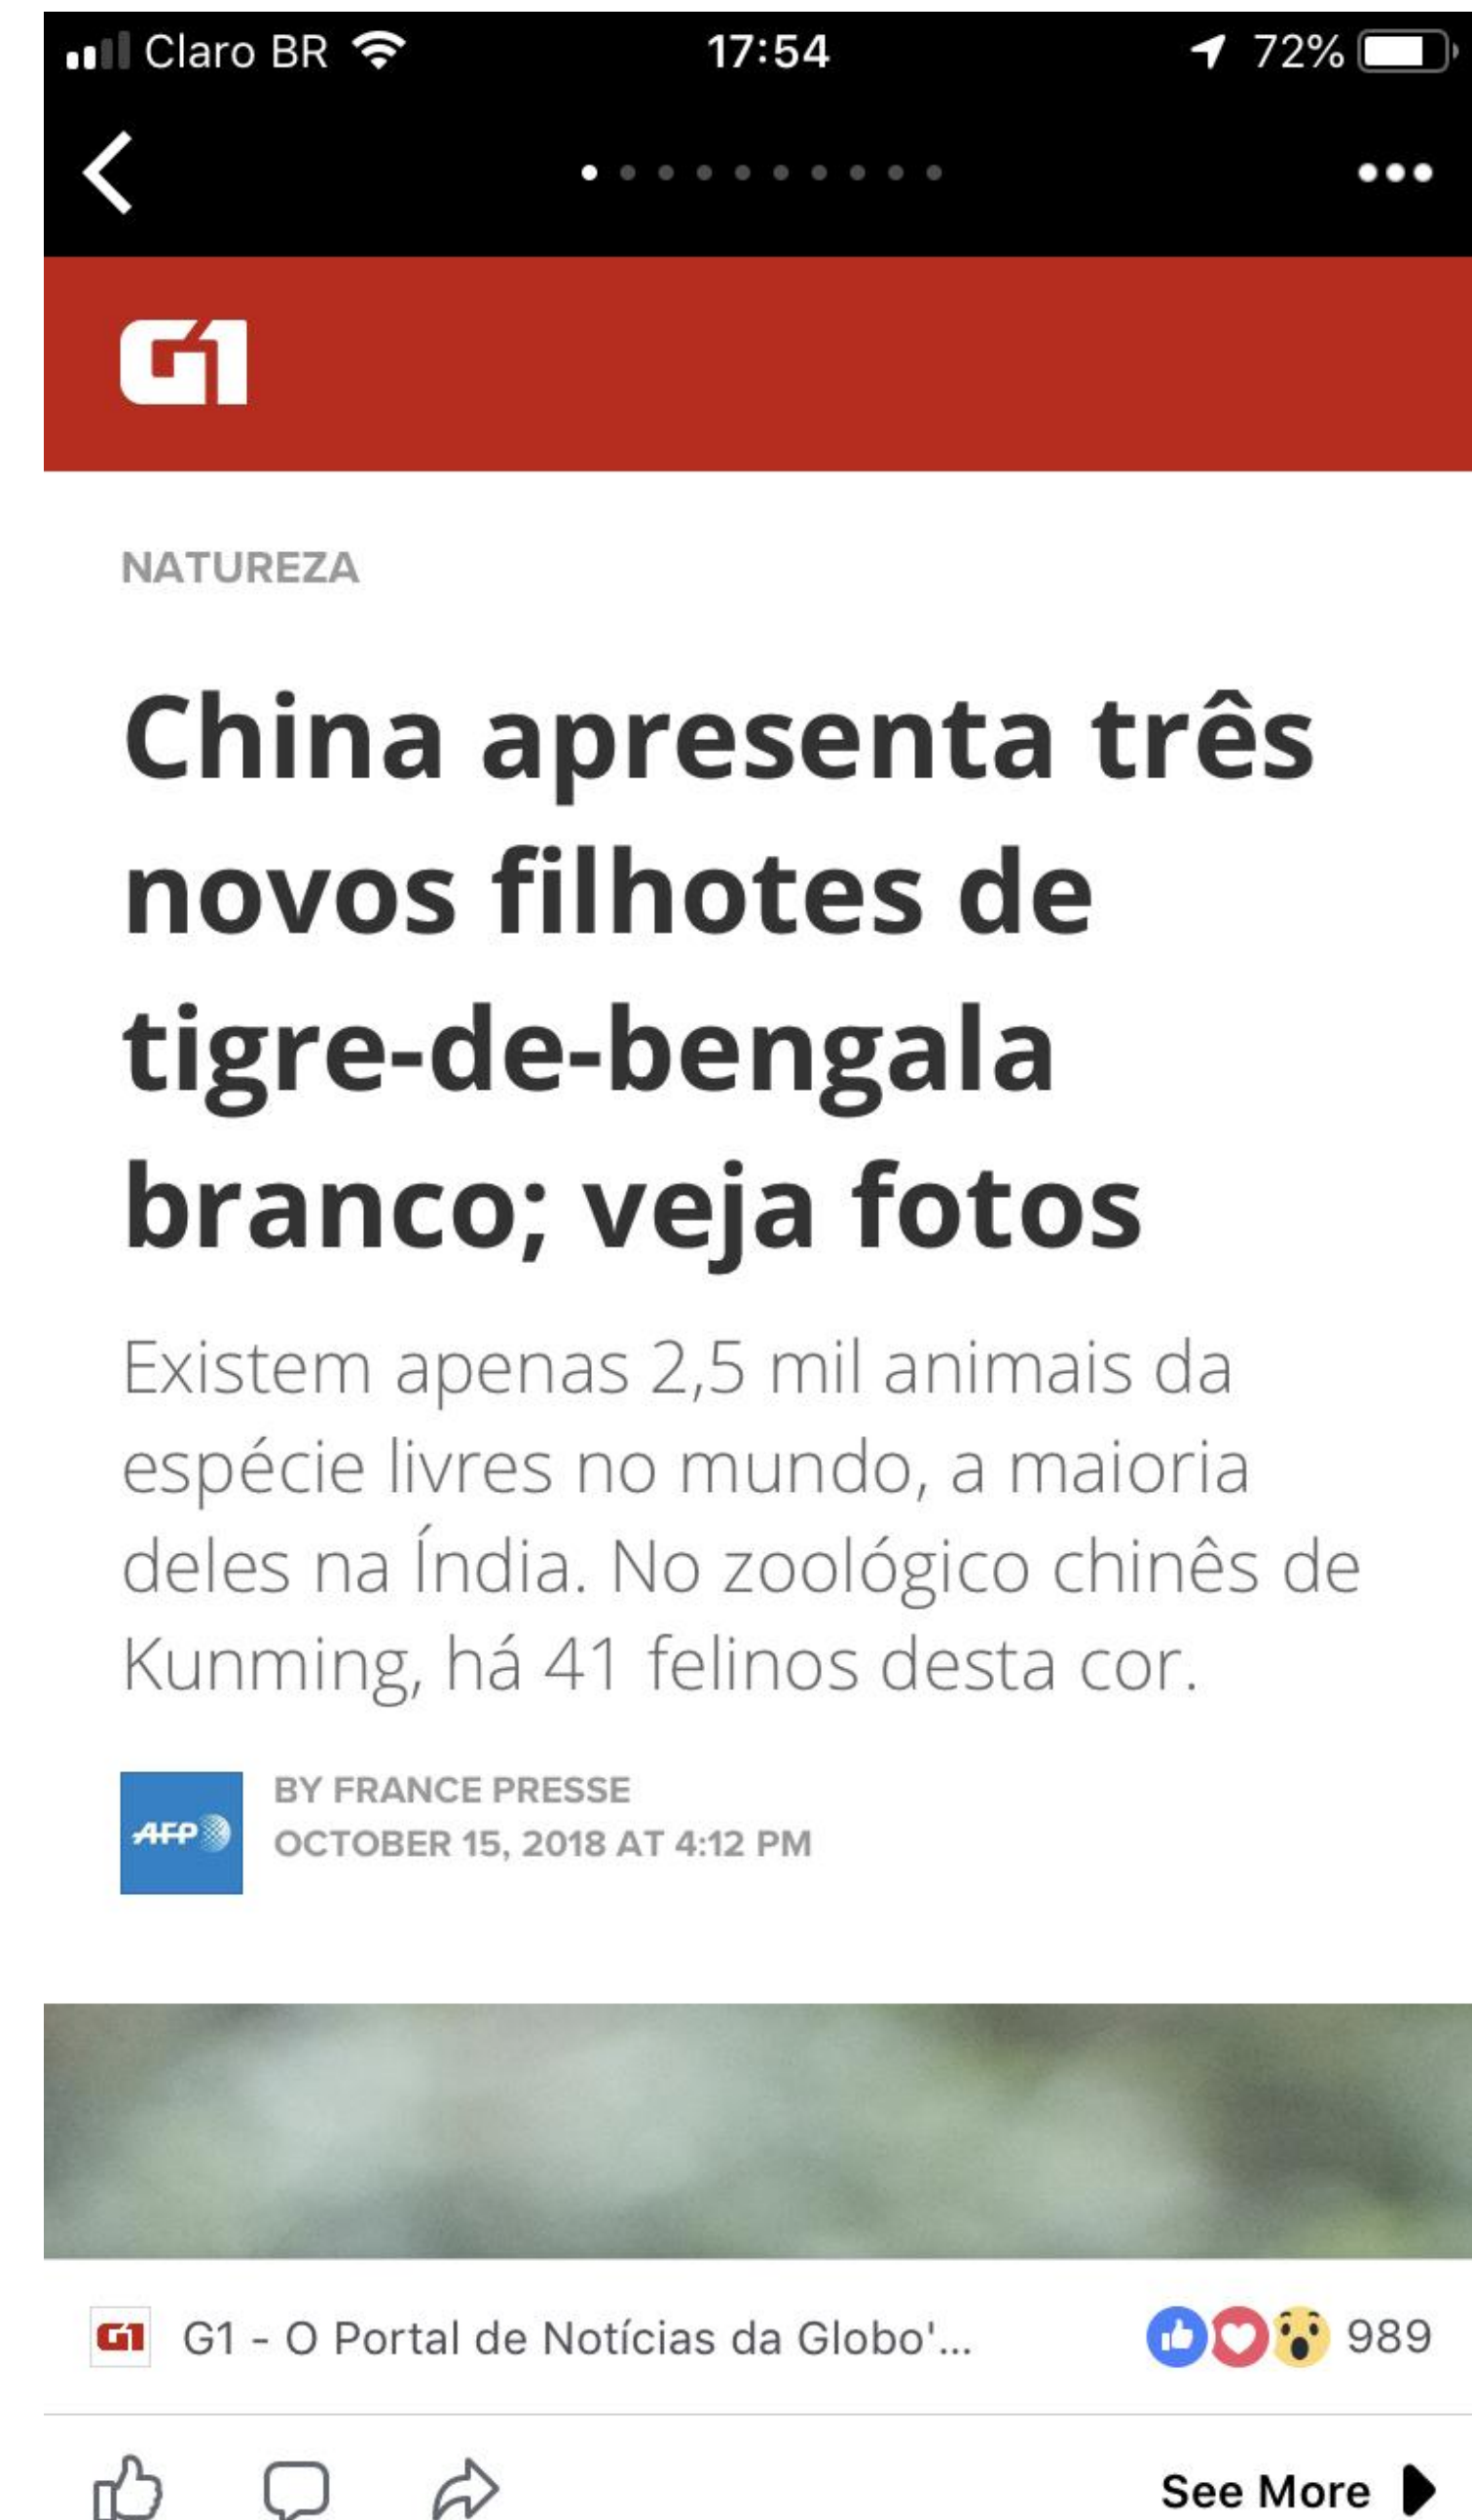 Claro BR 17:54 72%
G1
NATUREZA
China apresenta três
novos filhotes de
tigre-de-bengala
branco; veja fotos
Existem apenas 2,5 mil animais da
espécie livres no mundo, a maioria
deles na Índia. No zoológico chinês de
Kunming, há 41 felinos desta cor.
AFP
BY FRANCE PRESSE
OCTOBER 15, 2018 AT 4:12 PM
G1 G1 - O Portal de Notícias da Globo'... 989
See More